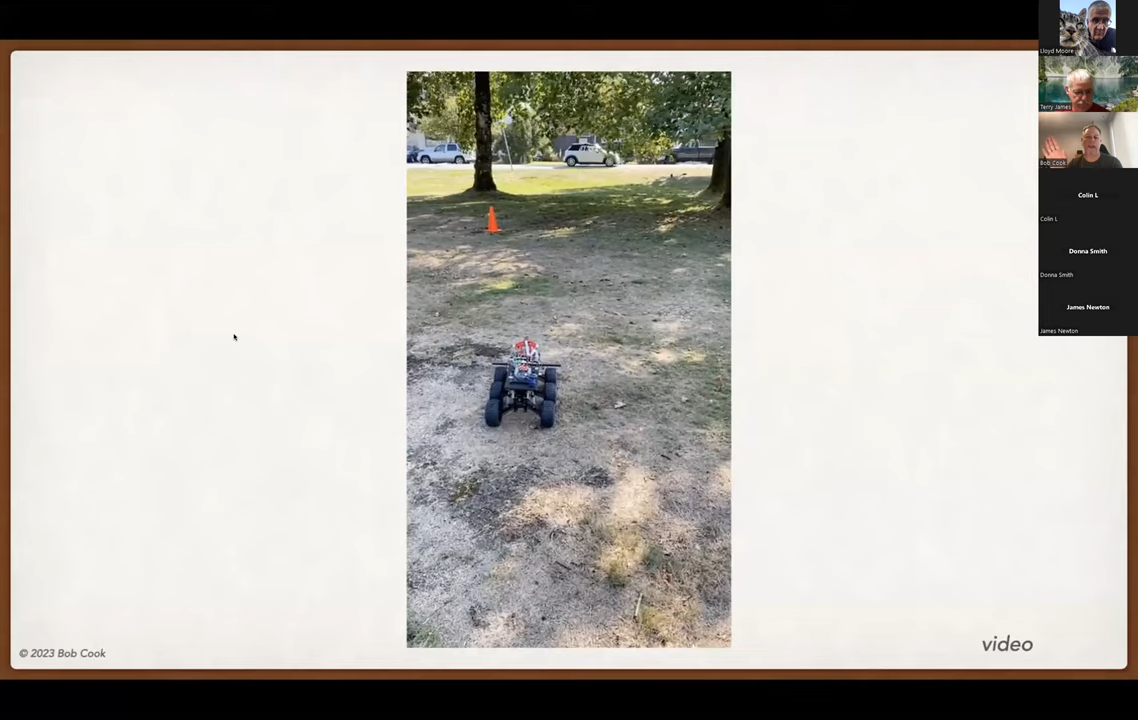 Lloyd Moore
Terry James
Bob Cook
Colin L
Colin L
Donna Smith
Donna Smith
James Newton
James Newton
© 2023 Bob Cook
video